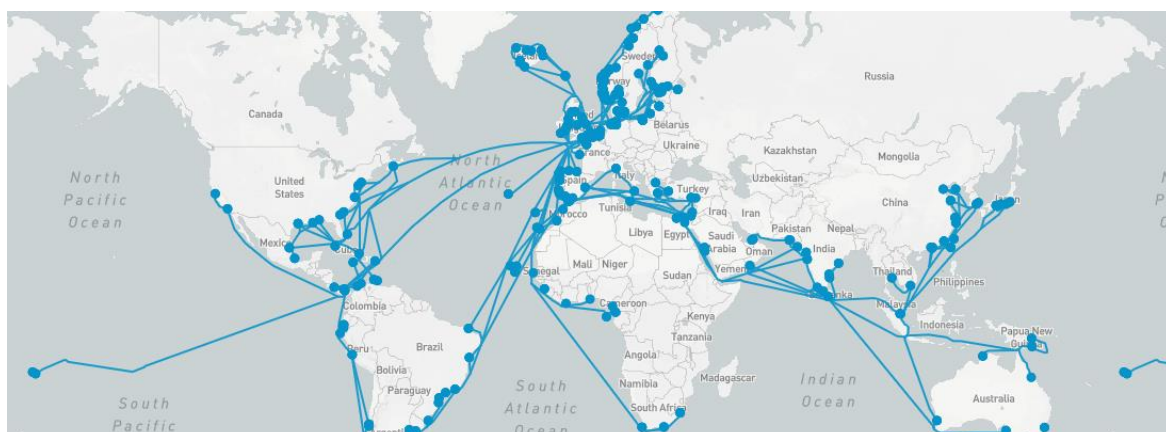 Sweden
Russia
Norway
Canada
Belarus
Ukraine
France
Kazakhstan
Mongolia
North
Pacific
Ocean
North
Atlantic
Ocean
United
States
Spain
Italy
Turkey
Uzbekistan
China
Japan
Morocco
Tunisia
Iraq
Iran
Mexico
Cuba
Libya
Egypt
Saudi
Arabia
Pakistan
Nepal
Oman
India
Mali
Niger
Senegal
Sudan
Yemen
Thailand
Philippines
Colombia
Cameroon
Kenya
Malaysia
Indonesia
Papua New
Tanzania
Peru
Brazil
Angola
Bolivia
Namibia
Madagascar
Indian
Ocean
Paraguay
Australia
South
Pacific
South
Atlantic
Ocean
South Africa